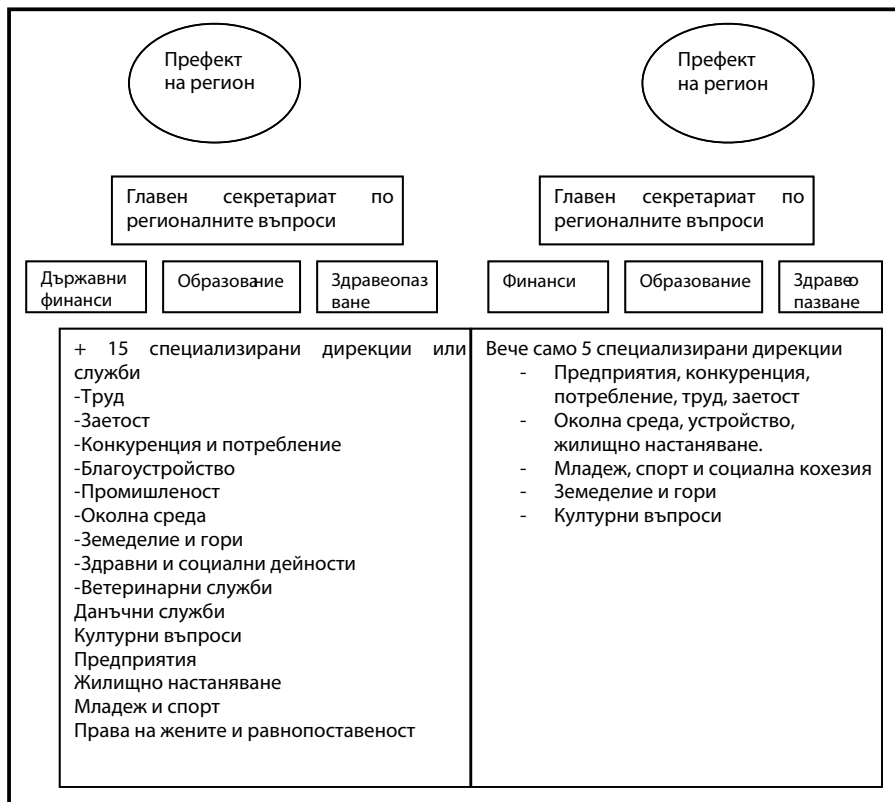 Префект
на регион
Префект
на регион
Главен секретариат по
регионалните въпроси
Главен секретариат по
регионалните въпроси
Държавни
финанси
Образование
Здравеопаз
ване
Финанси
Образование
Здравео
пазване
+ 15 специализирани дирекции или
служби
-Труд
-Заетост
-Конкуренция и потребление
-Благоустройство
-Промишленост
-Околна среда
-Земеделие и гори
-Здравни и социални дейности
-Ветеринарни служби
Данъчни служби
Културни въпроси
Предприятия
Жилищно настаняване
Младеж и спорт
Права на жените и равнопоставеност
Вече само 5 специализирани дирекции
- Предприятия, конкуренция,
потребление, труд, заетост
- Околна среда, устройство,
жилищно настаняване.
- Младеж, спорт и социална кохезия
- Земеделие и гори
- Културни въпроси